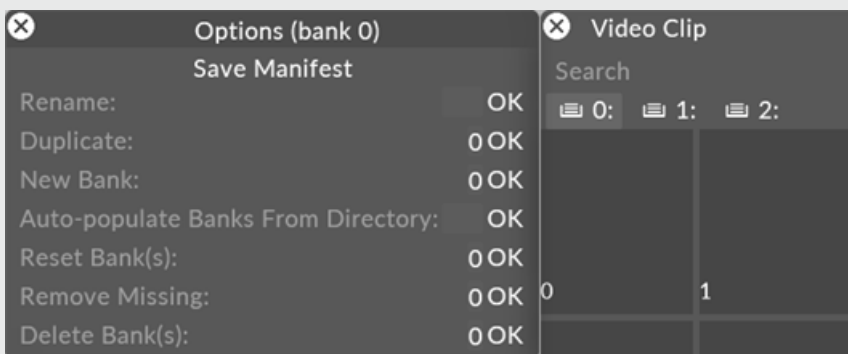 Options (bank 0)
Save Manifest
Rename: OK
Duplicate: 0 OK
New Bank: 0 OK
Auto-populate Banks From Directory: OK
Reset Bank(s): 0 OK
Remove Missing: 0 OK
Delete Bank(s): 0 OK
Video Clip
Search
0: 1: 2:
0 1